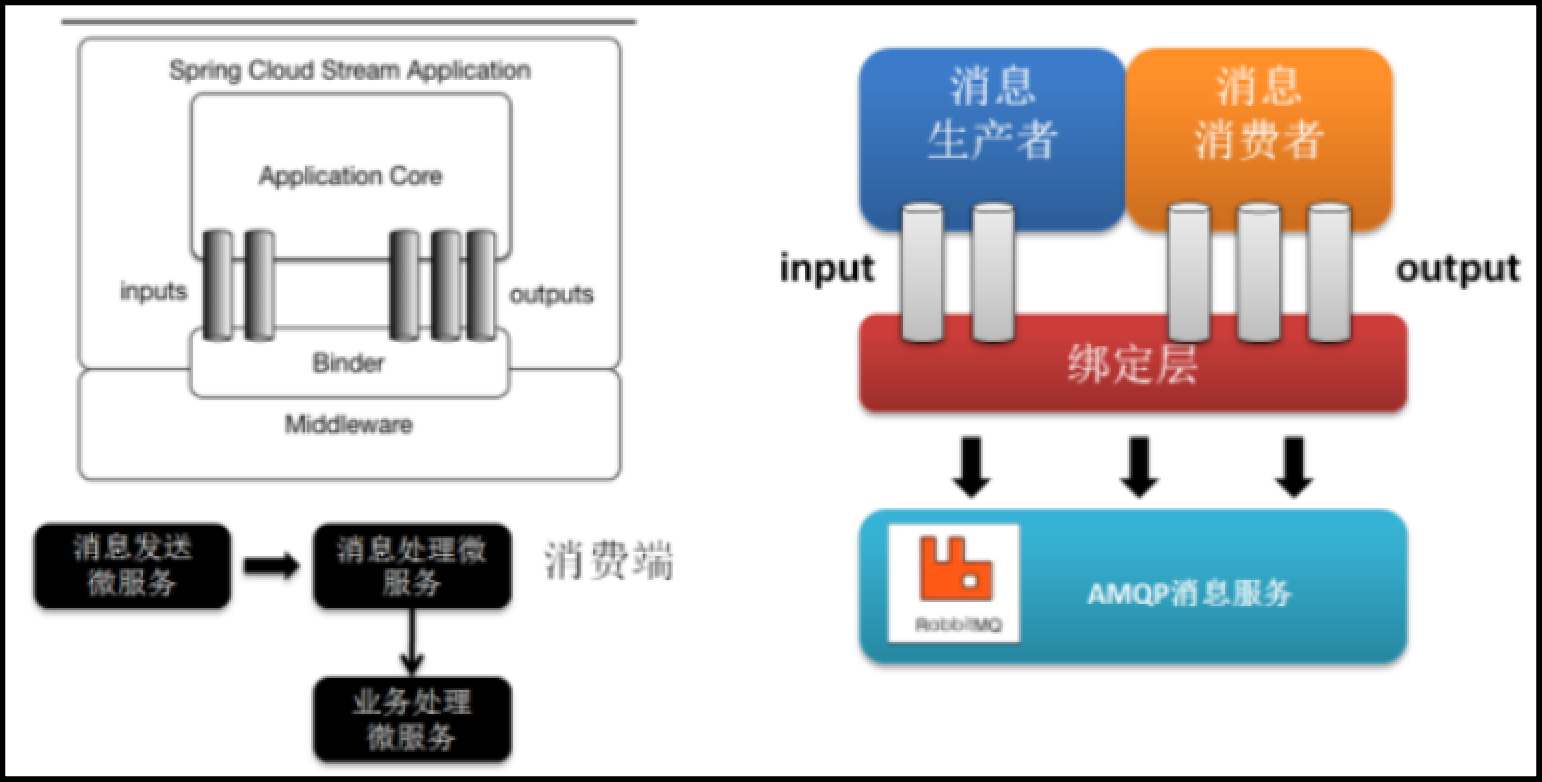 Spring Cloud Stream Application
Application Core
inputs
outputs
Binder
Middleware
消息发送
微服务
消息处理微
服务
消费端
业务处理
微服务
消息
生产者
消息
消费者
input
output
绑定层
RabbitMQ
AMQP消息服务